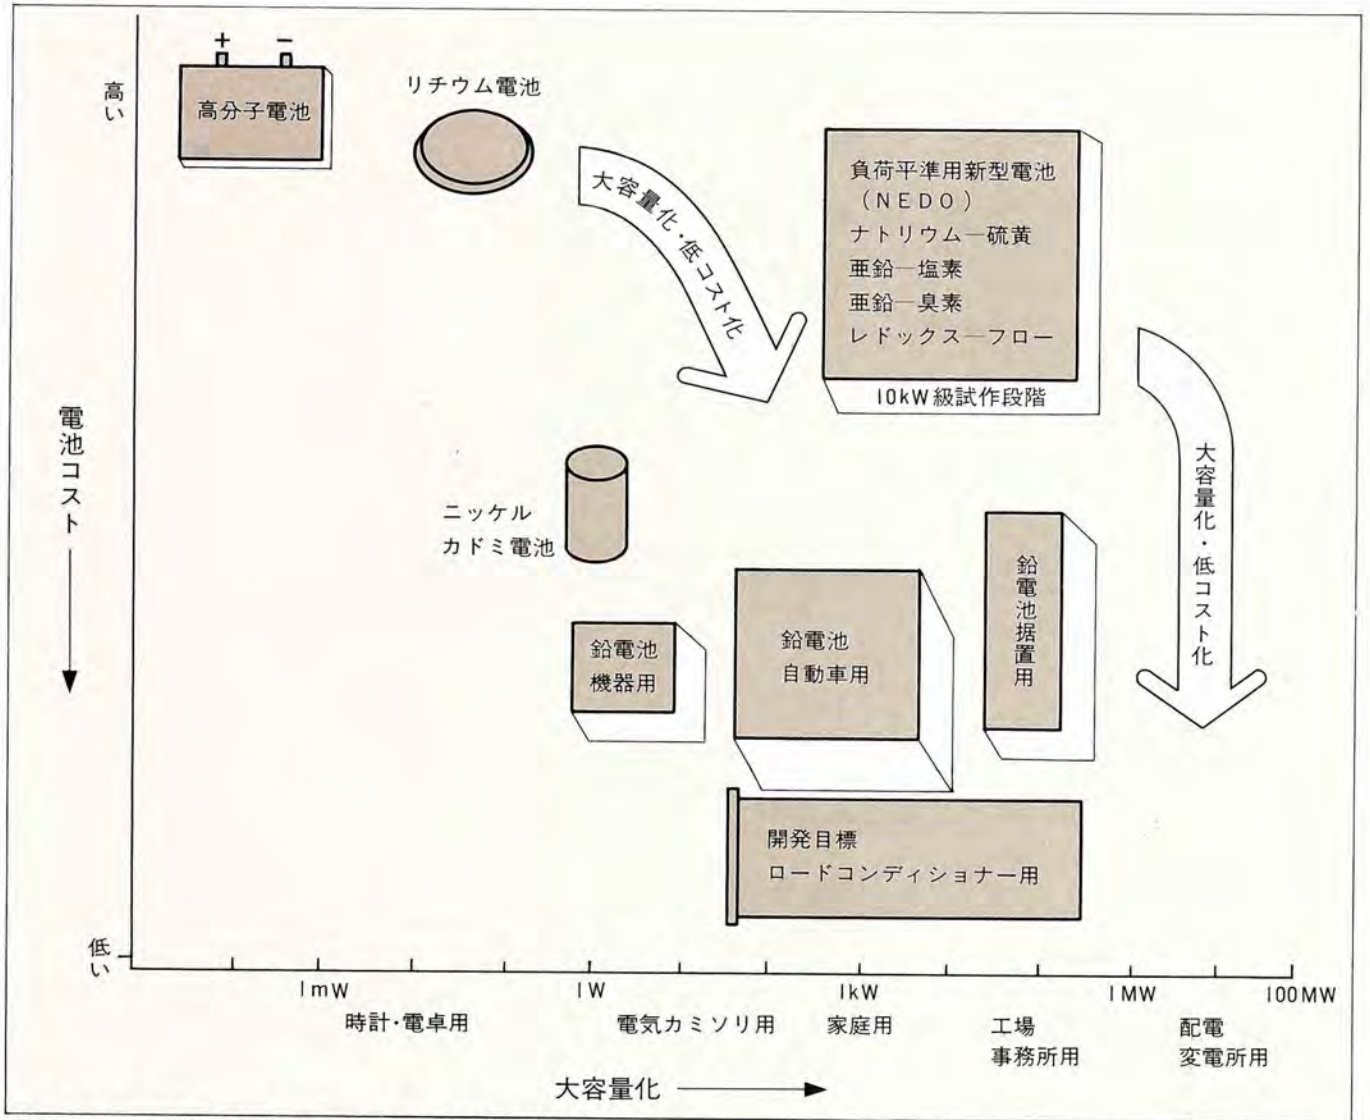 + −
高分子電池
リチウム電池
大容量化・低コスト化
負荷平準用新型電池
(NEDO)
ナトリウム—硫黄
亜鉛—塩素
亜鉛—臭素
レドックス—フロー
10kW級試作段階
大容量化・低コスト化
高い
電池コスト
低い
ニッケル
カドミ電池
鉛電池
機器用
鉛電池
自動車用
鉛電池据置用
開発目標
ロードコンディショナー用
1mW
1W
1kW
1MW
100MW
時計・電卓用
電気カミソリ用
家庭用
工場
事務所用
配電
変電所用
大容量化